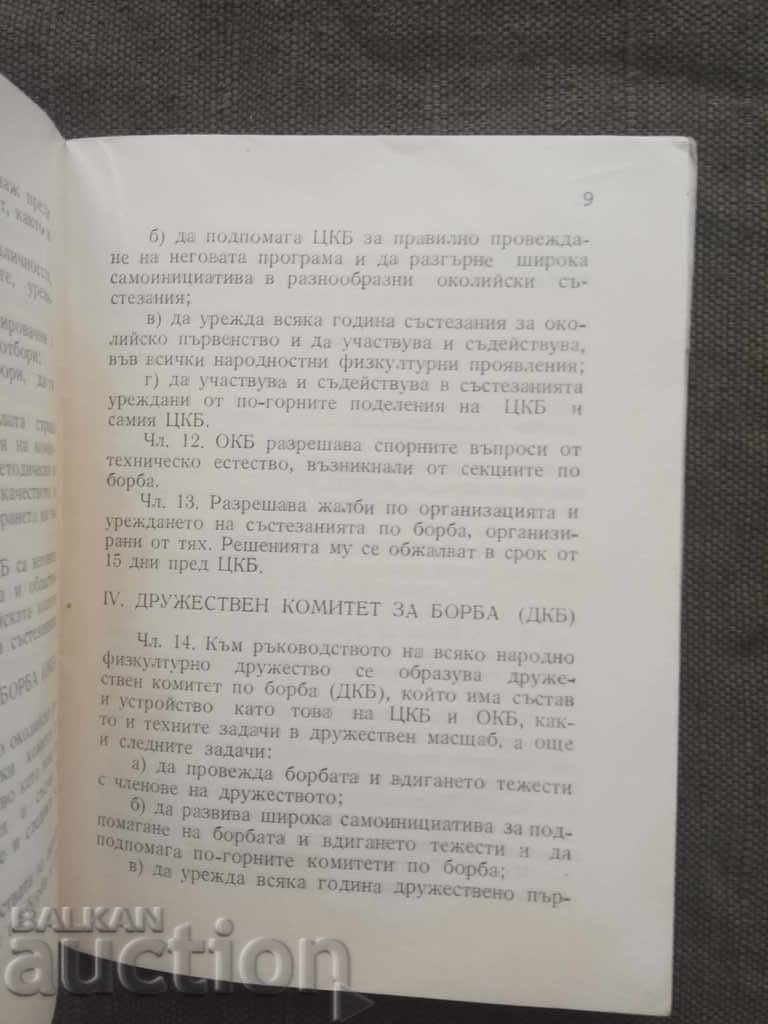 9
б) да подпомага ЦКБ за правилно провежда-
не на неговата програма и да разгърне широка
самоинициатива в разнообразни околийски със-
тезания;
в) да урежда всяка година състезания за око-
лийско първенство и да участвува и съдействува,
във всички народностни физкултурни проявления;
г) да участвува и съдействува в състезанията
уреждани от по-горните поделения на ЦКБ и
самия ЦКБ.
Чл. 12. ОКБ разрешава спорните въпроси от
техническо естество, възникнали от секциите по
борба.
Чл. 13. Разрешава жалби по организацията и
уреждането на състезанията по борба, организи-
рани от тях. Решенията му се обжалват в срок от
15 дни пред ЦКБ.
IV. ДРУЖЕСТВЕН КОМИТЕТ ЗА БОРБА (ДКБ)
Чл. 14. Към ръководството на всяко народно
физкултурно дружество се образува друже-
ствен комитет по борба (ДКБ), който има състав
и устройство като това на ЦКБ и ОКБ, как-
то и техните задачи в дружествен масщаб, а още
и следните задачи:
а) да провежда борбата и вдигането тежести
с членове на дружеството;
б) да развива широка самоинициатива за под-
помагане на борбата и вдигането тежести и да
подпомага по-горните комитети по борба;
в) да урежда всяка година дружествено пър-
BALKAN
auction